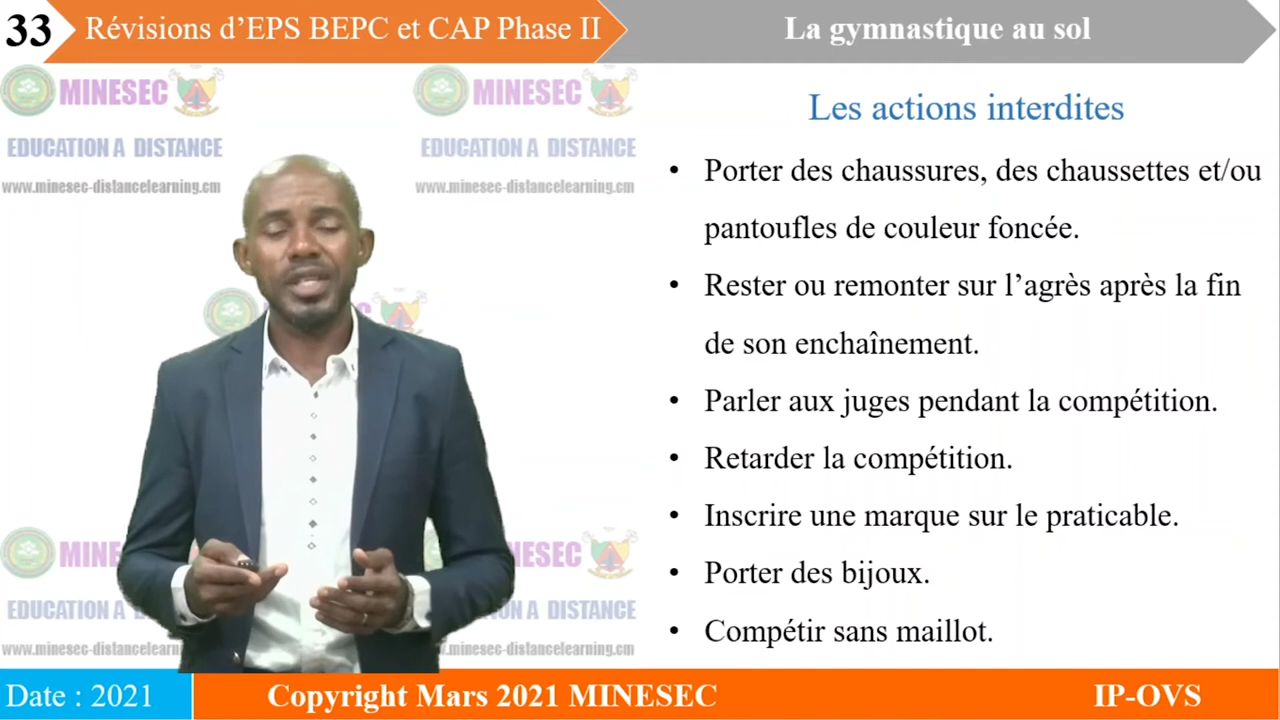 33
Révisions d'EPS BEPC et CAP Phase II
La gymnastique au sol
MINESEC
EDUCATION A DISTANCE
www.minesec-distancelearning.cm
MINESEC
EDUCATION A DISTANCE
www.minesec-distancelearning.cm
Les actions interdites
• Porter des chaussures, des chaussettes et/ou
pantoufles de couleur foncée.
• Rester ou remonter sur l'agrès après la fin
de son enchaînement.
• Parler aux juges pendant la compétition.
• Retarder la compétition.
• Inscrire une marque sur le praticable.
• Porter des bijoux.
• Compétir sans maillot.
MINESEC
EDUCATION A DISTANCE
www.minesec-distancelearning.cm
Date : 2021
Copyright Mars 2021 MINESEC
IP-OVS